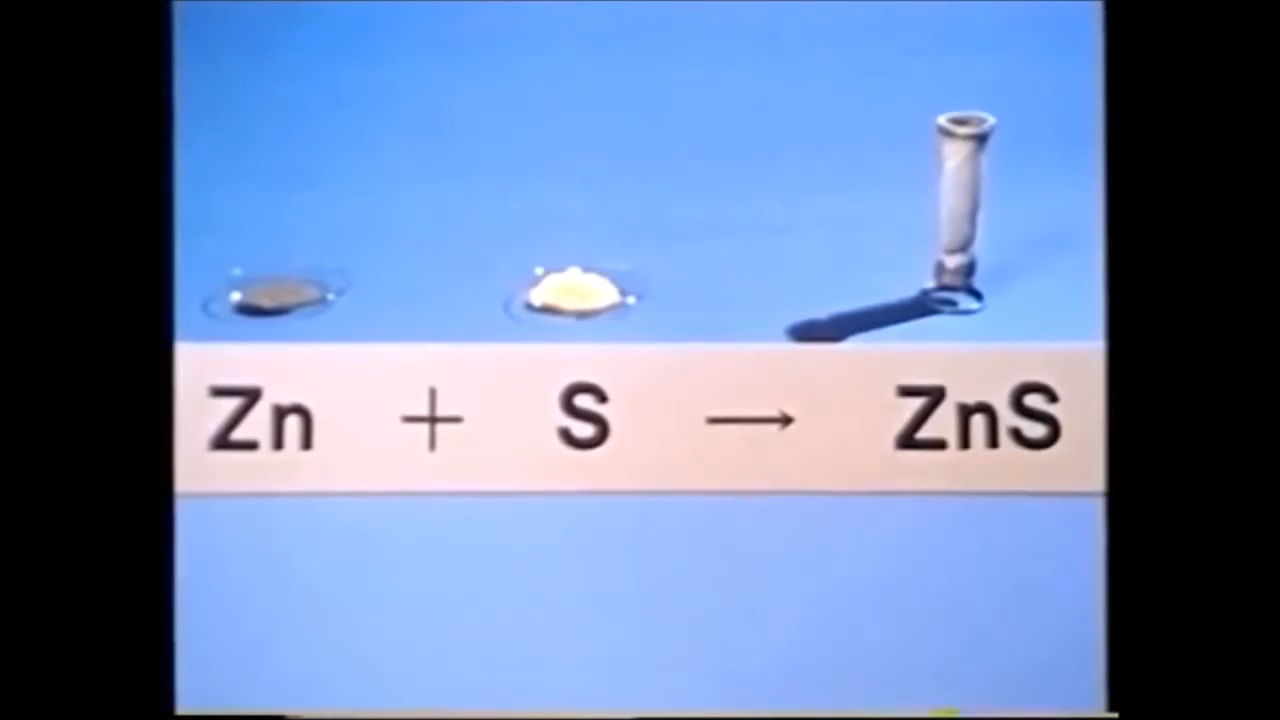 Zn + S → ZnS